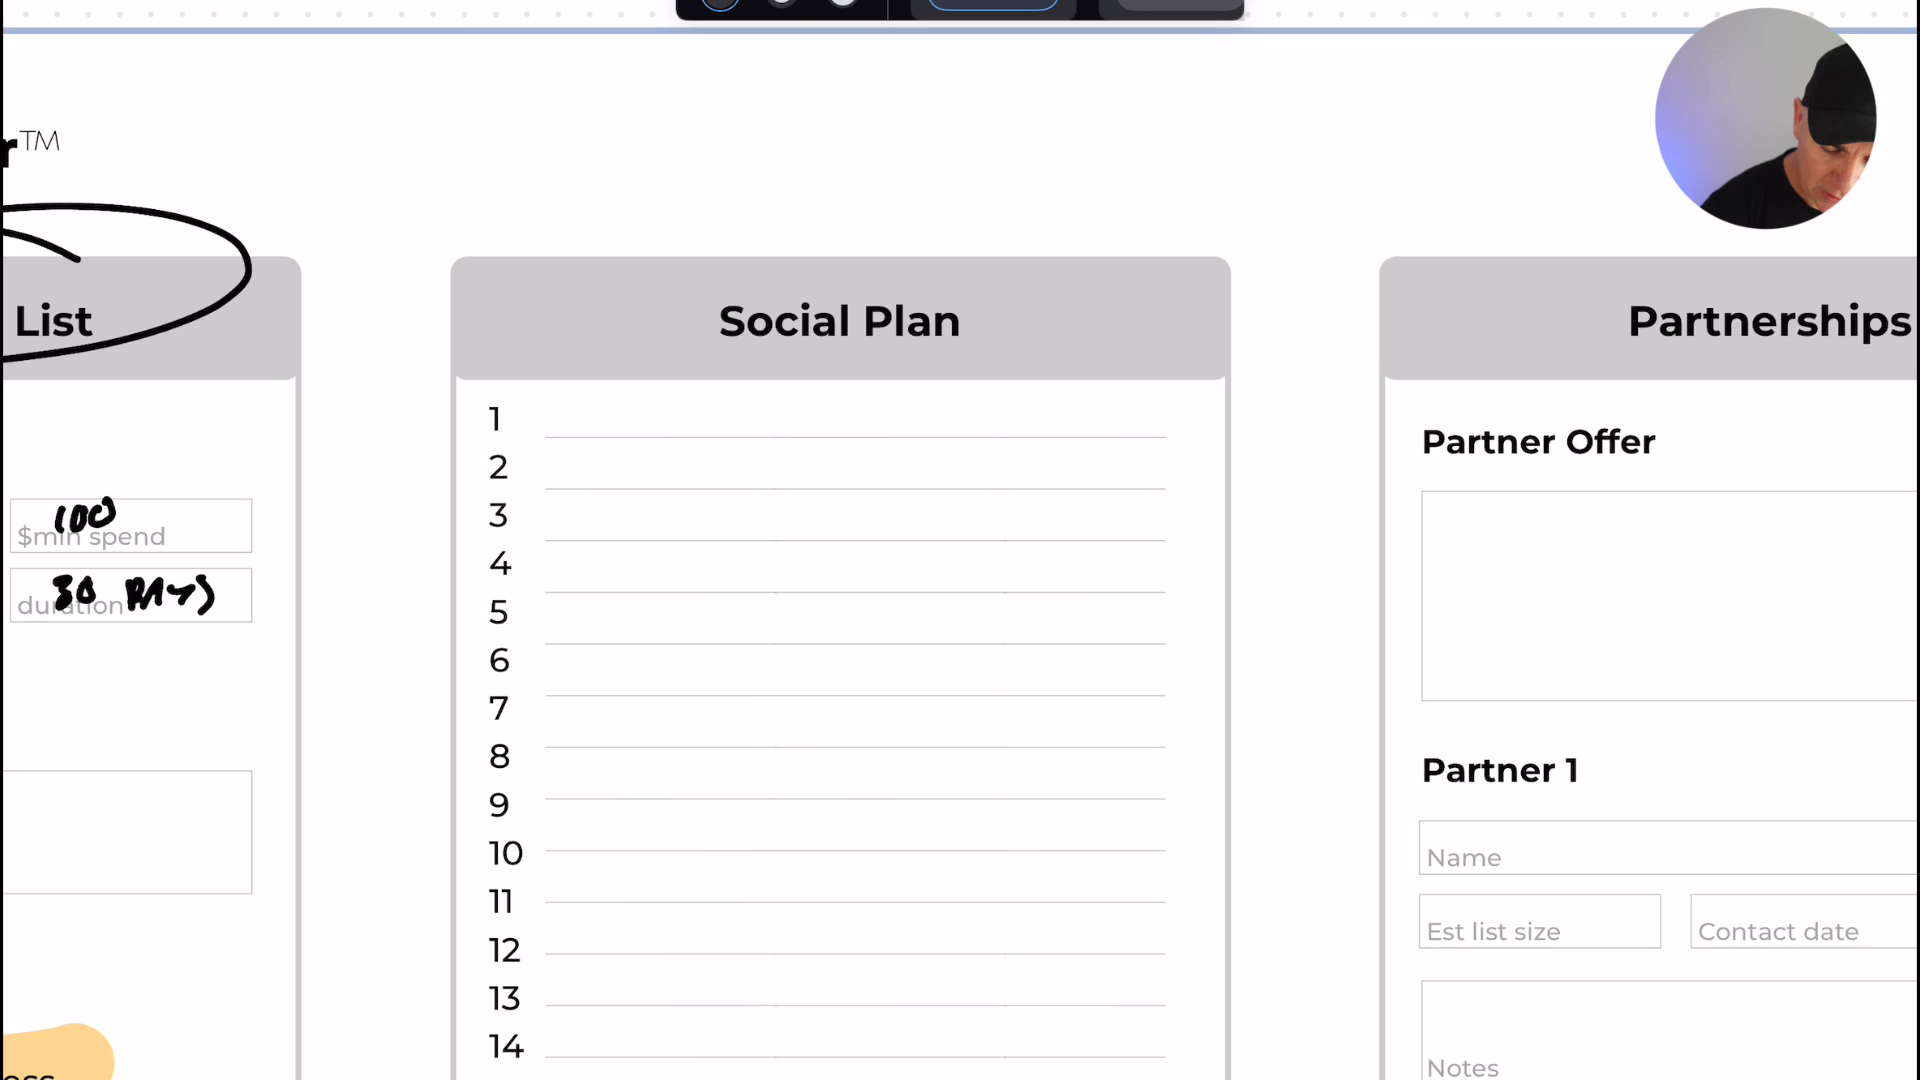 r™
List
100
$min spend
30 DAYS
duration
Social Plan
1
2
3
4
5
6
7
8
9
10
11
12
13
14
Partnerships
Partner Offer
Partner 1
Name
Est list size
Contact date
Notes